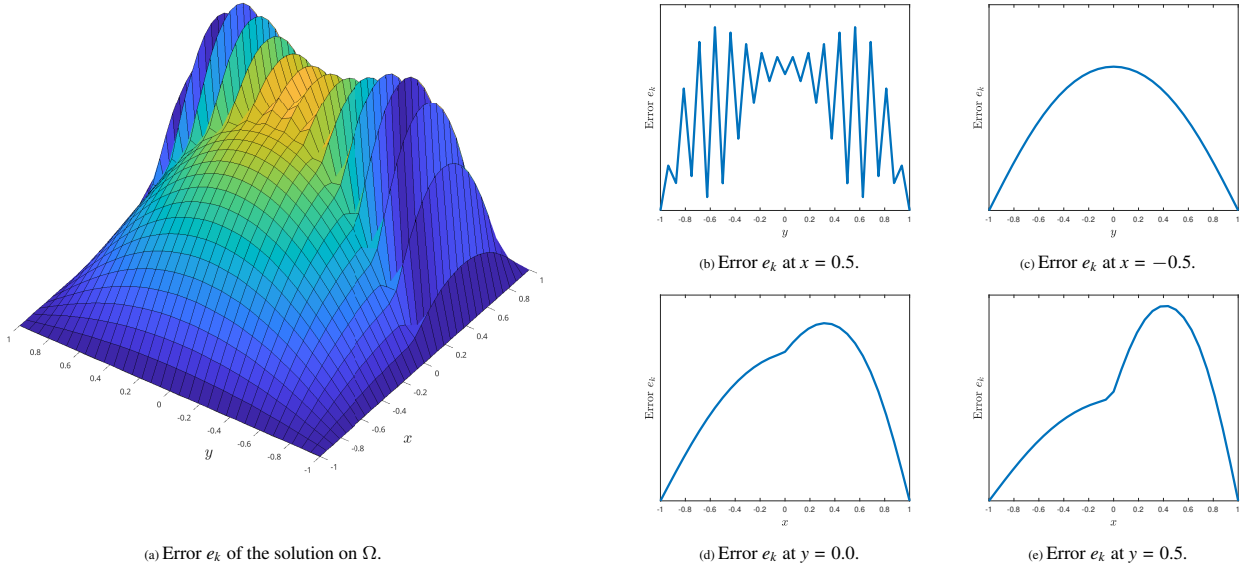 1
0.8
0.6
0.4
0.2
0
-0.2
-0.4
-0.6
-0.8
-1
y
-1
-0.8
-0.6
-0.4
-0.2
0
0.2
0.4
0.6
0.8
1
x
(a) Error e_k of the solution on Ω.
Error e_k
-1 -0.8 -0.6 -0.4 -0.2 0 0.2 0.4 0.6 0.8 1
y
(b) Error e_k at x = 0.5.
Error e_k
-1 -0.8 -0.6 -0.4 -0.2 0 0.2 0.4 0.6 0.8 1
y
(c) Error e_k at x = −0.5.
Error e_k
-1 -0.8 -0.6 -0.4 -0.2 0 0.2 0.4 0.6 0.8 1
x
(d) Error e_k at y = 0.0.
Error e_k
-1 -0.8 -0.6 -0.4 -0.2 0 0.2 0.4 0.6 0.8 1
x
(e) Error e_k at y = 0.5.